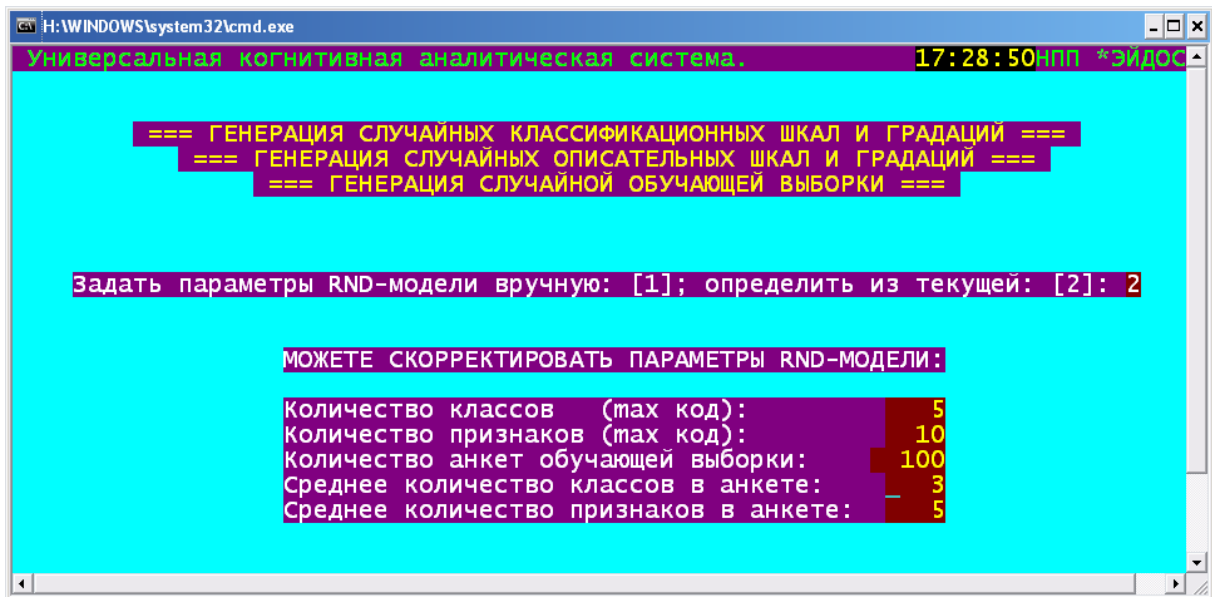 H:\WINDOWS\system32\cmd.exe
Универсальная когнитивная аналитическая система. 17:28:50НПП *ЭЙДОС
=== ГЕНЕРАЦИЯ СЛУЧАЙНЫХ КЛАССИФИКАЦИОННЫХ ШКАЛ И ГРАДАЦИЙ ===
=== ГЕНЕРАЦИЯ СЛУЧАЙНЫХ ОПИСАТЕЛЬНЫХ ШКАЛ И ГРАДАЦИЙ ===
=== ГЕНЕРАЦИЯ СЛУЧАЙНОЙ ОБУЧАЮЩЕЙ ВЫБОРКИ ===
Задать параметры RND-модели вручную: [1]; определить из текущей: [2]: 2
МОЖЕТЕ СКОРРЕКТИРОВАТЬ ПАРАМЕТРЫ RND-МОДЕЛИ:
Количество классов (max код): 5
Количество признаков (max код): 10
Количество анкет обучающей выборки: 100
Среднее количество классов в анкете: _ 3
Среднее количество признаков в анкете: 5